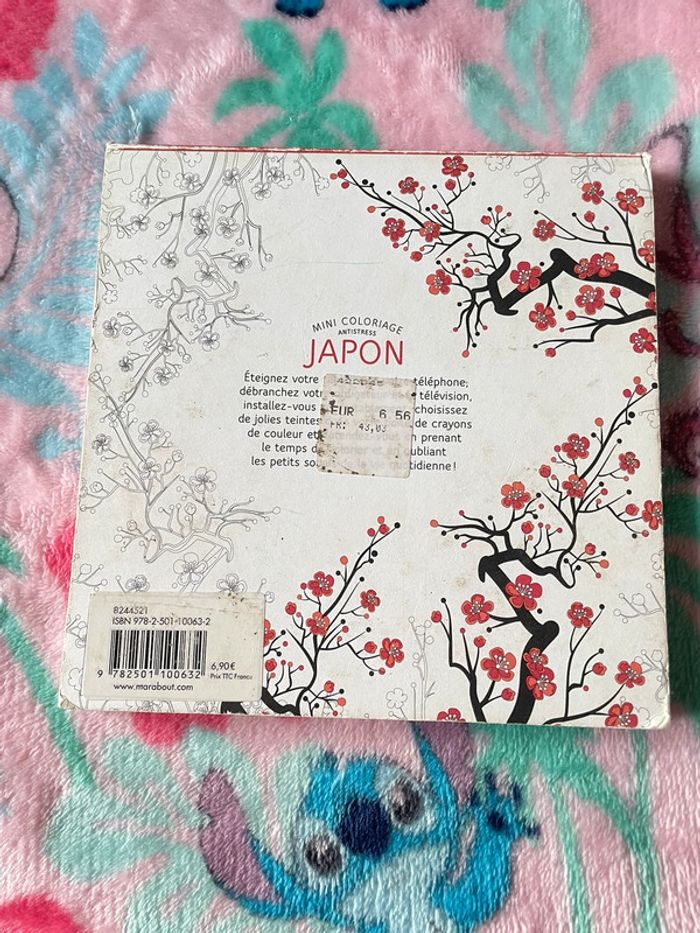 MINI COLORIAGE
ANTISTRESS
JAPON
Éteignez votre téléphone;
débranchez votre télévision,
installez-vous choisissez
de jolies teintes de crayons
de couleur et en prenant
le temps de oubliant
les petits quotidienne!
EUR 6 56
FR: 43,03
8244521
ISBN 978-2-501-10063-2
9 782501 100632
6,90€
Prix TTC France
www.marabout.com